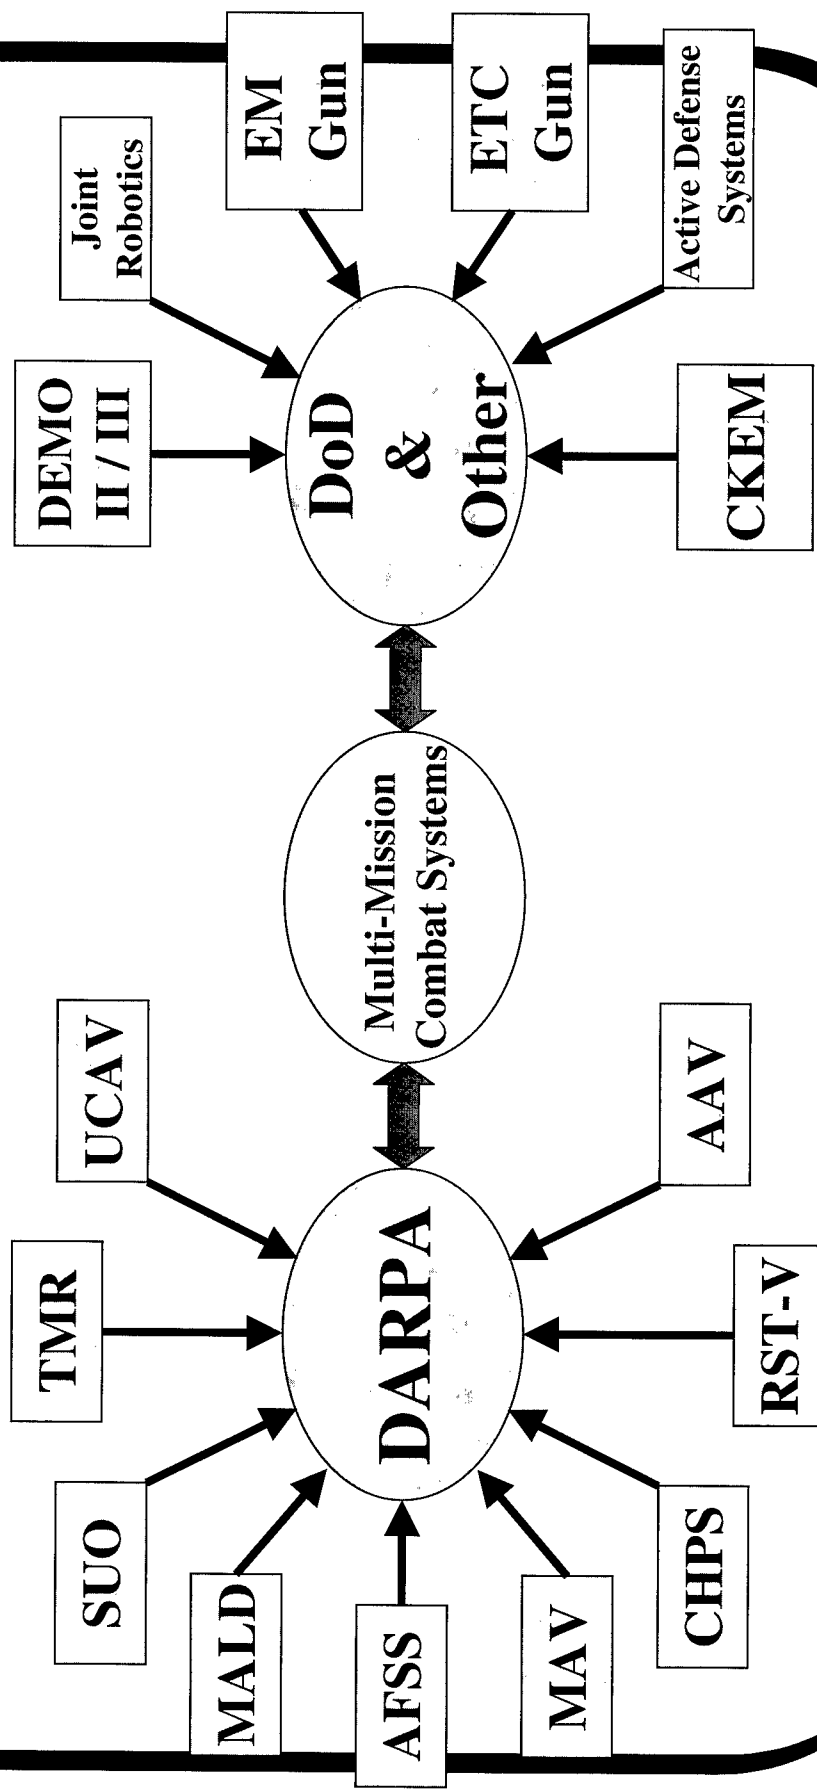 SUO
TMR
UCAV
MALD
AFSS
MAV
CHPS
RST-V
AAV
DARPA
Multi-Mission
Combat Systems
DoD
&
Other
DEMO
II / III
Joint
Robotics
EM
Gun
ETC
Gun
Active Defense
Systems
CKEM